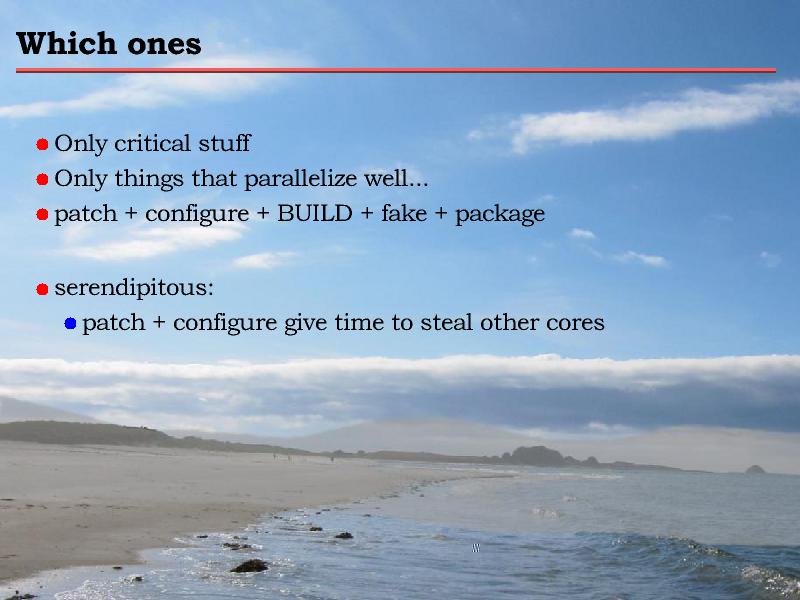 Which ones
Only critical stuff
Only things that parallelize well...
patch + configure + BUILD + fake + package
serendipitous:
patch + configure give time to steal other cores